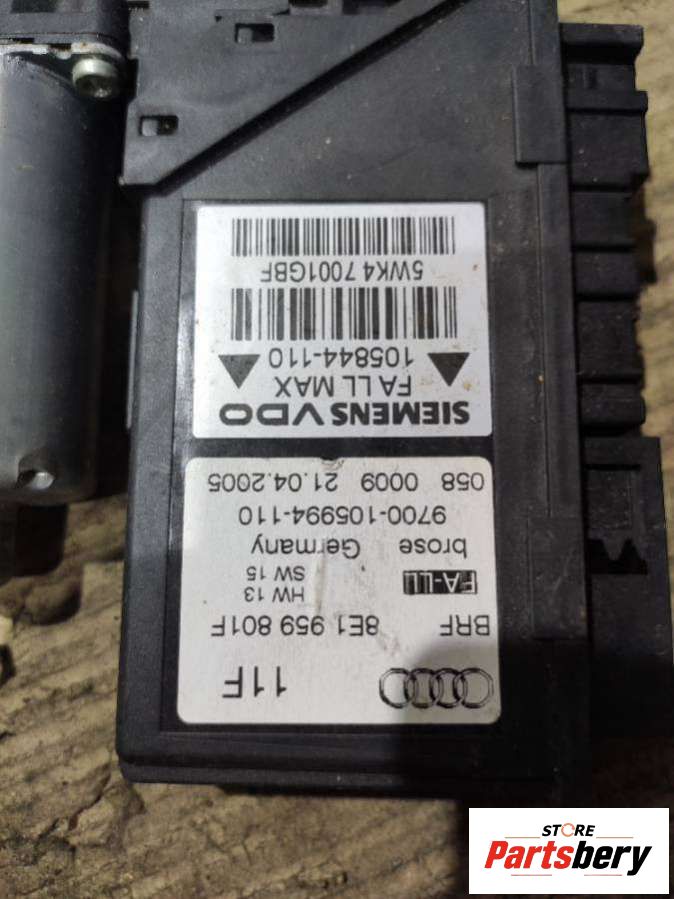 11F
BRF 8E1 959 801F
HW 13
SW 15
FA-LL
brose Germany
9700-105994-110
058 0009 21.04.2005
SIEMENS VDO
FA LL MAX
105844-110
5WK4 7001GBF
STORE
Partsbery